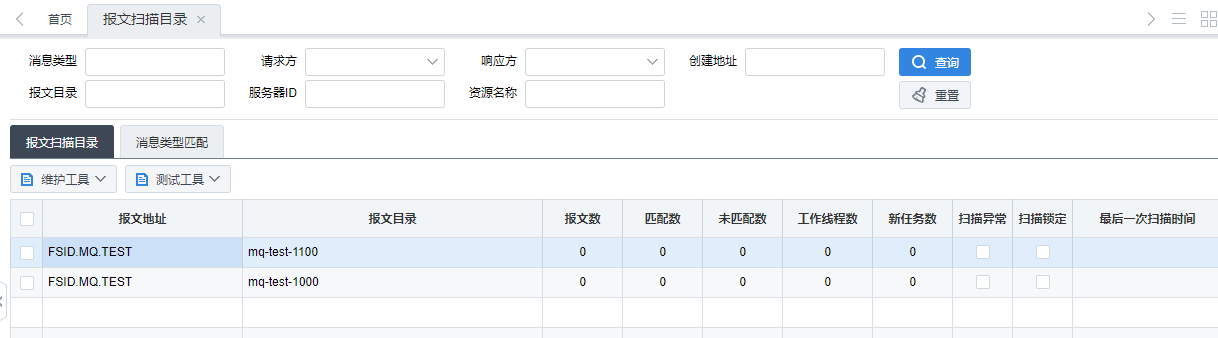 首页 报文扫描目录
消息类型 请求方 响应方 创建地址 查询
报文目录 服务器ID 资源名称 重置
报文扫描目录 消息类型匹配
维护工具 测试工具
报文地址 报文目录 报文数 匹配数 未匹配数 工作线程数 新任务数 扫描异常 扫描锁定 最后一次扫描时间
FSID.MQ.TEST mq-test-1100 0 0 0 0 0
FSID.MQ.TEST mq-test-1000 0 0 0 0 0